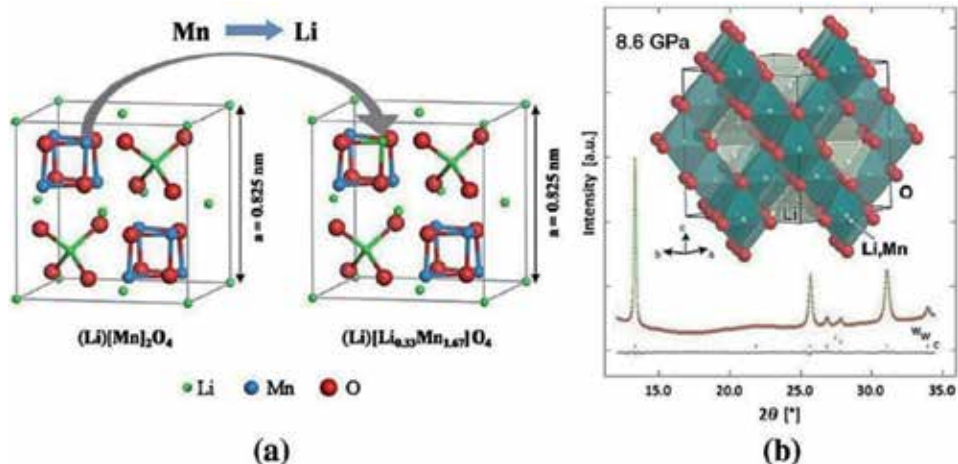 Mn Li
a = 0.825 nm
a = 0.825 nm
(Li)[Mn]2O4
(Li)[Li0.33Mn1.67]O4
Li Mn O
(a)
8.6 GPa
Intensity [a.u.]
Li
O
Li,Mn
c
b a
W W C
15.0 20.0 25.0 30.0 35.0
2θ [°]
(b)